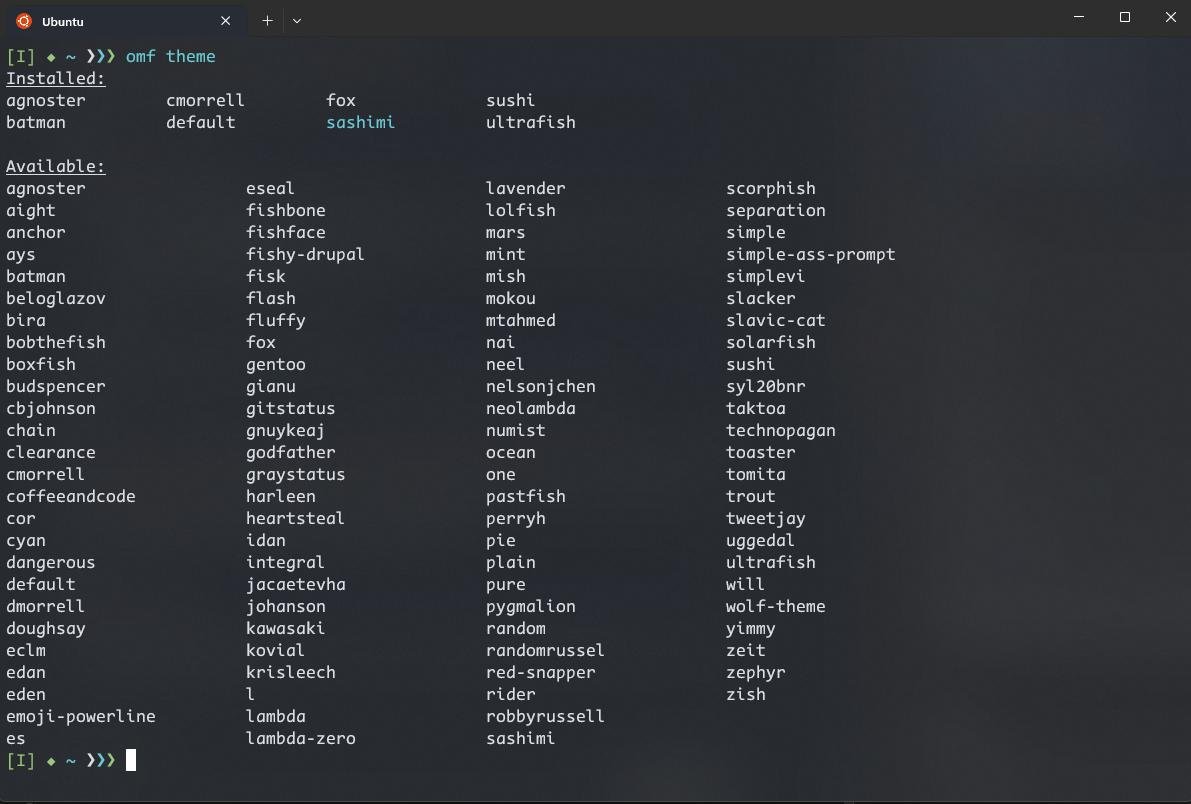 Ubuntu
[I] ◆ ~ ❯❯❯ omf theme
Installed:
agnoster cmorrell fox sushi
batman default sashimi ultrafish
Available:
agnoster eseal lavender scorphish
aight fishbone lolfish separation
anchor fishface mars simple
ays fishy-drupal mint simple-ass-prompt
batman fisk mish simplevi
beloglazov flash mokou slacker
bira fluffy mtahmed slavic-cat
bobthefish fox nai solarfish
boxfish gentoo neel sushi
budspencer gianu nelsonjchen syl20bnr
cbjohnson gitstatus neolambda taktoa
chain gnuykeaj numist technopagan
clearance godfather ocean toaster
cmorrell graystatus one tomita
coffeeandcode harleen pastfish trout
cor heartsteal perryh tweetjay
cyan idan pie uggedal
dangerous integral plain ultrafish
default jacaetevha pure will
dmorrell johanson pygmalion wolf-theme
doughsay kawasaki random yimmy
eclm kovial randomrussel zeit
edan krisleech red-snapper zephyr
eden l rider zish
emoji-powerline lambda robbyrussell
es lambda-zero sashimi
[I] ◆ ~ ❯❯❯